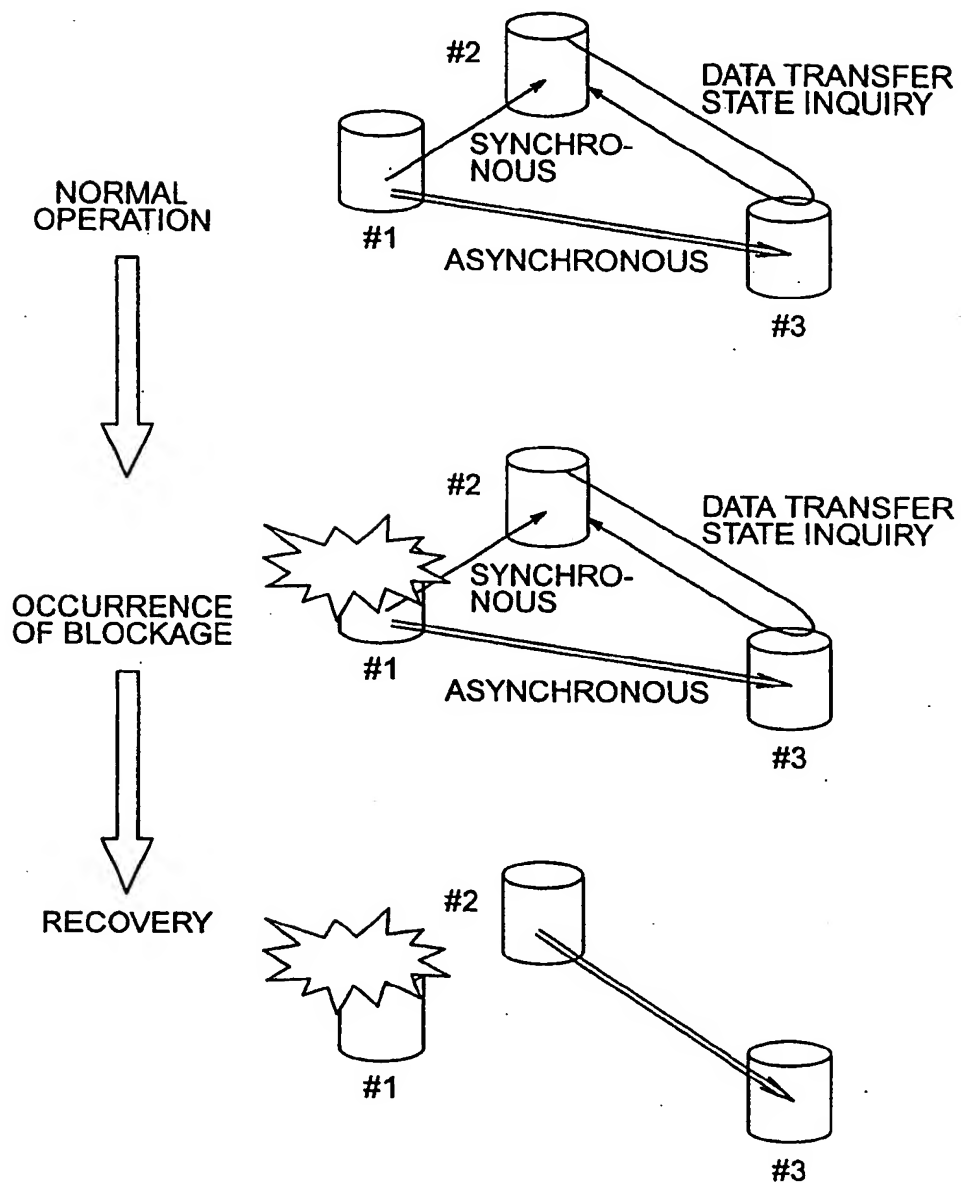 #2
DATA TRANSFER
STATE INQUIRY
SYNCHRO-
NOUS
NORMAL
OPERATION
#1
ASYNCHRONOUS
#3
#2
DATA TRANSFER
STATE INQUIRY
SYNCHRO-
NOUS
OCCURRENCE
OF BLOCKAGE
#1
ASYNCHRONOUS
#3
#2
RECOVERY
#1
#3